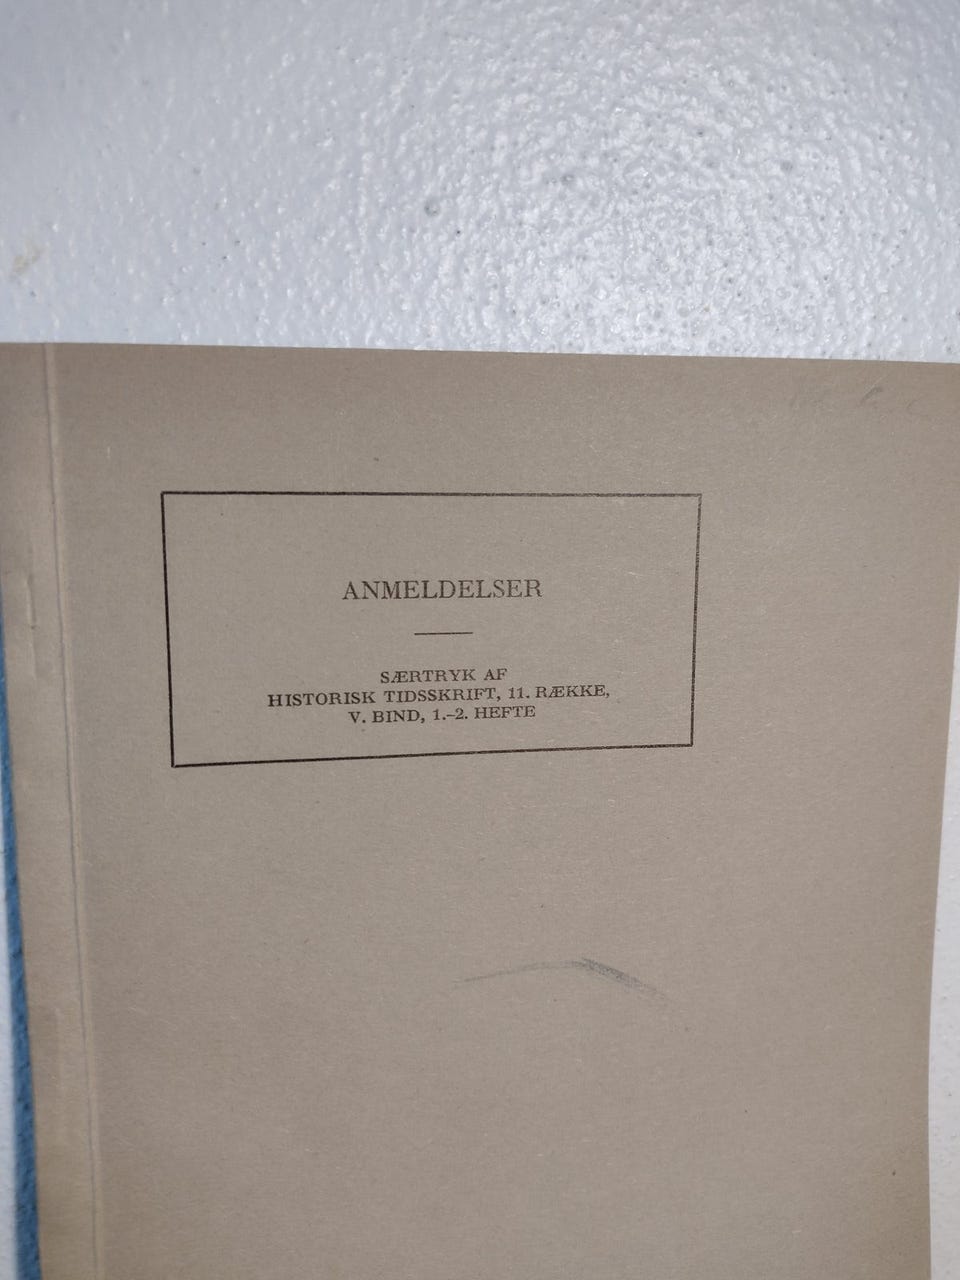 ANMELDELSER
SÆRTRYK AF
HISTORISK TIDSSKRIFT, 11. RÆKKE,
V. BIND, 1.–2. HEFTE